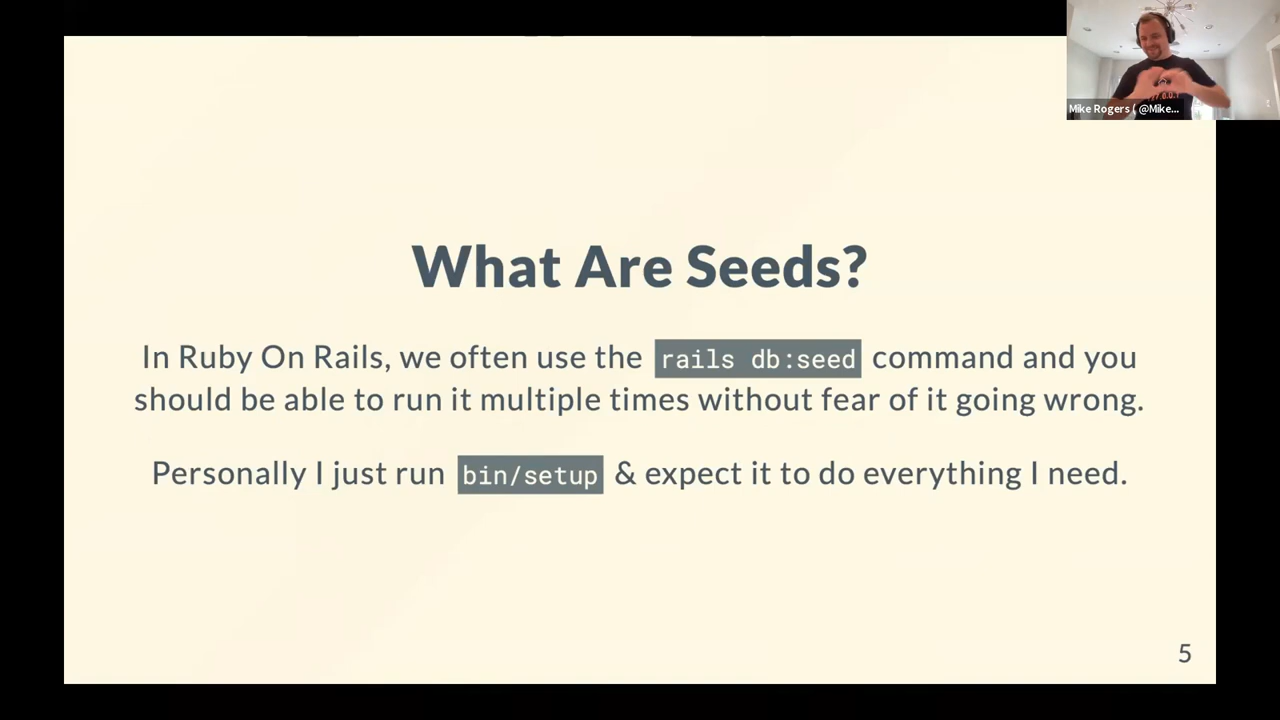 What Are Seeds?
In Ruby On Rails, we often use the rails db:seed command and you
should be able to run it multiple times without fear of it going wrong.
Personally I just run bin/setup & expect it to do everything I need.
5
Mike Rogers ( @Mike...